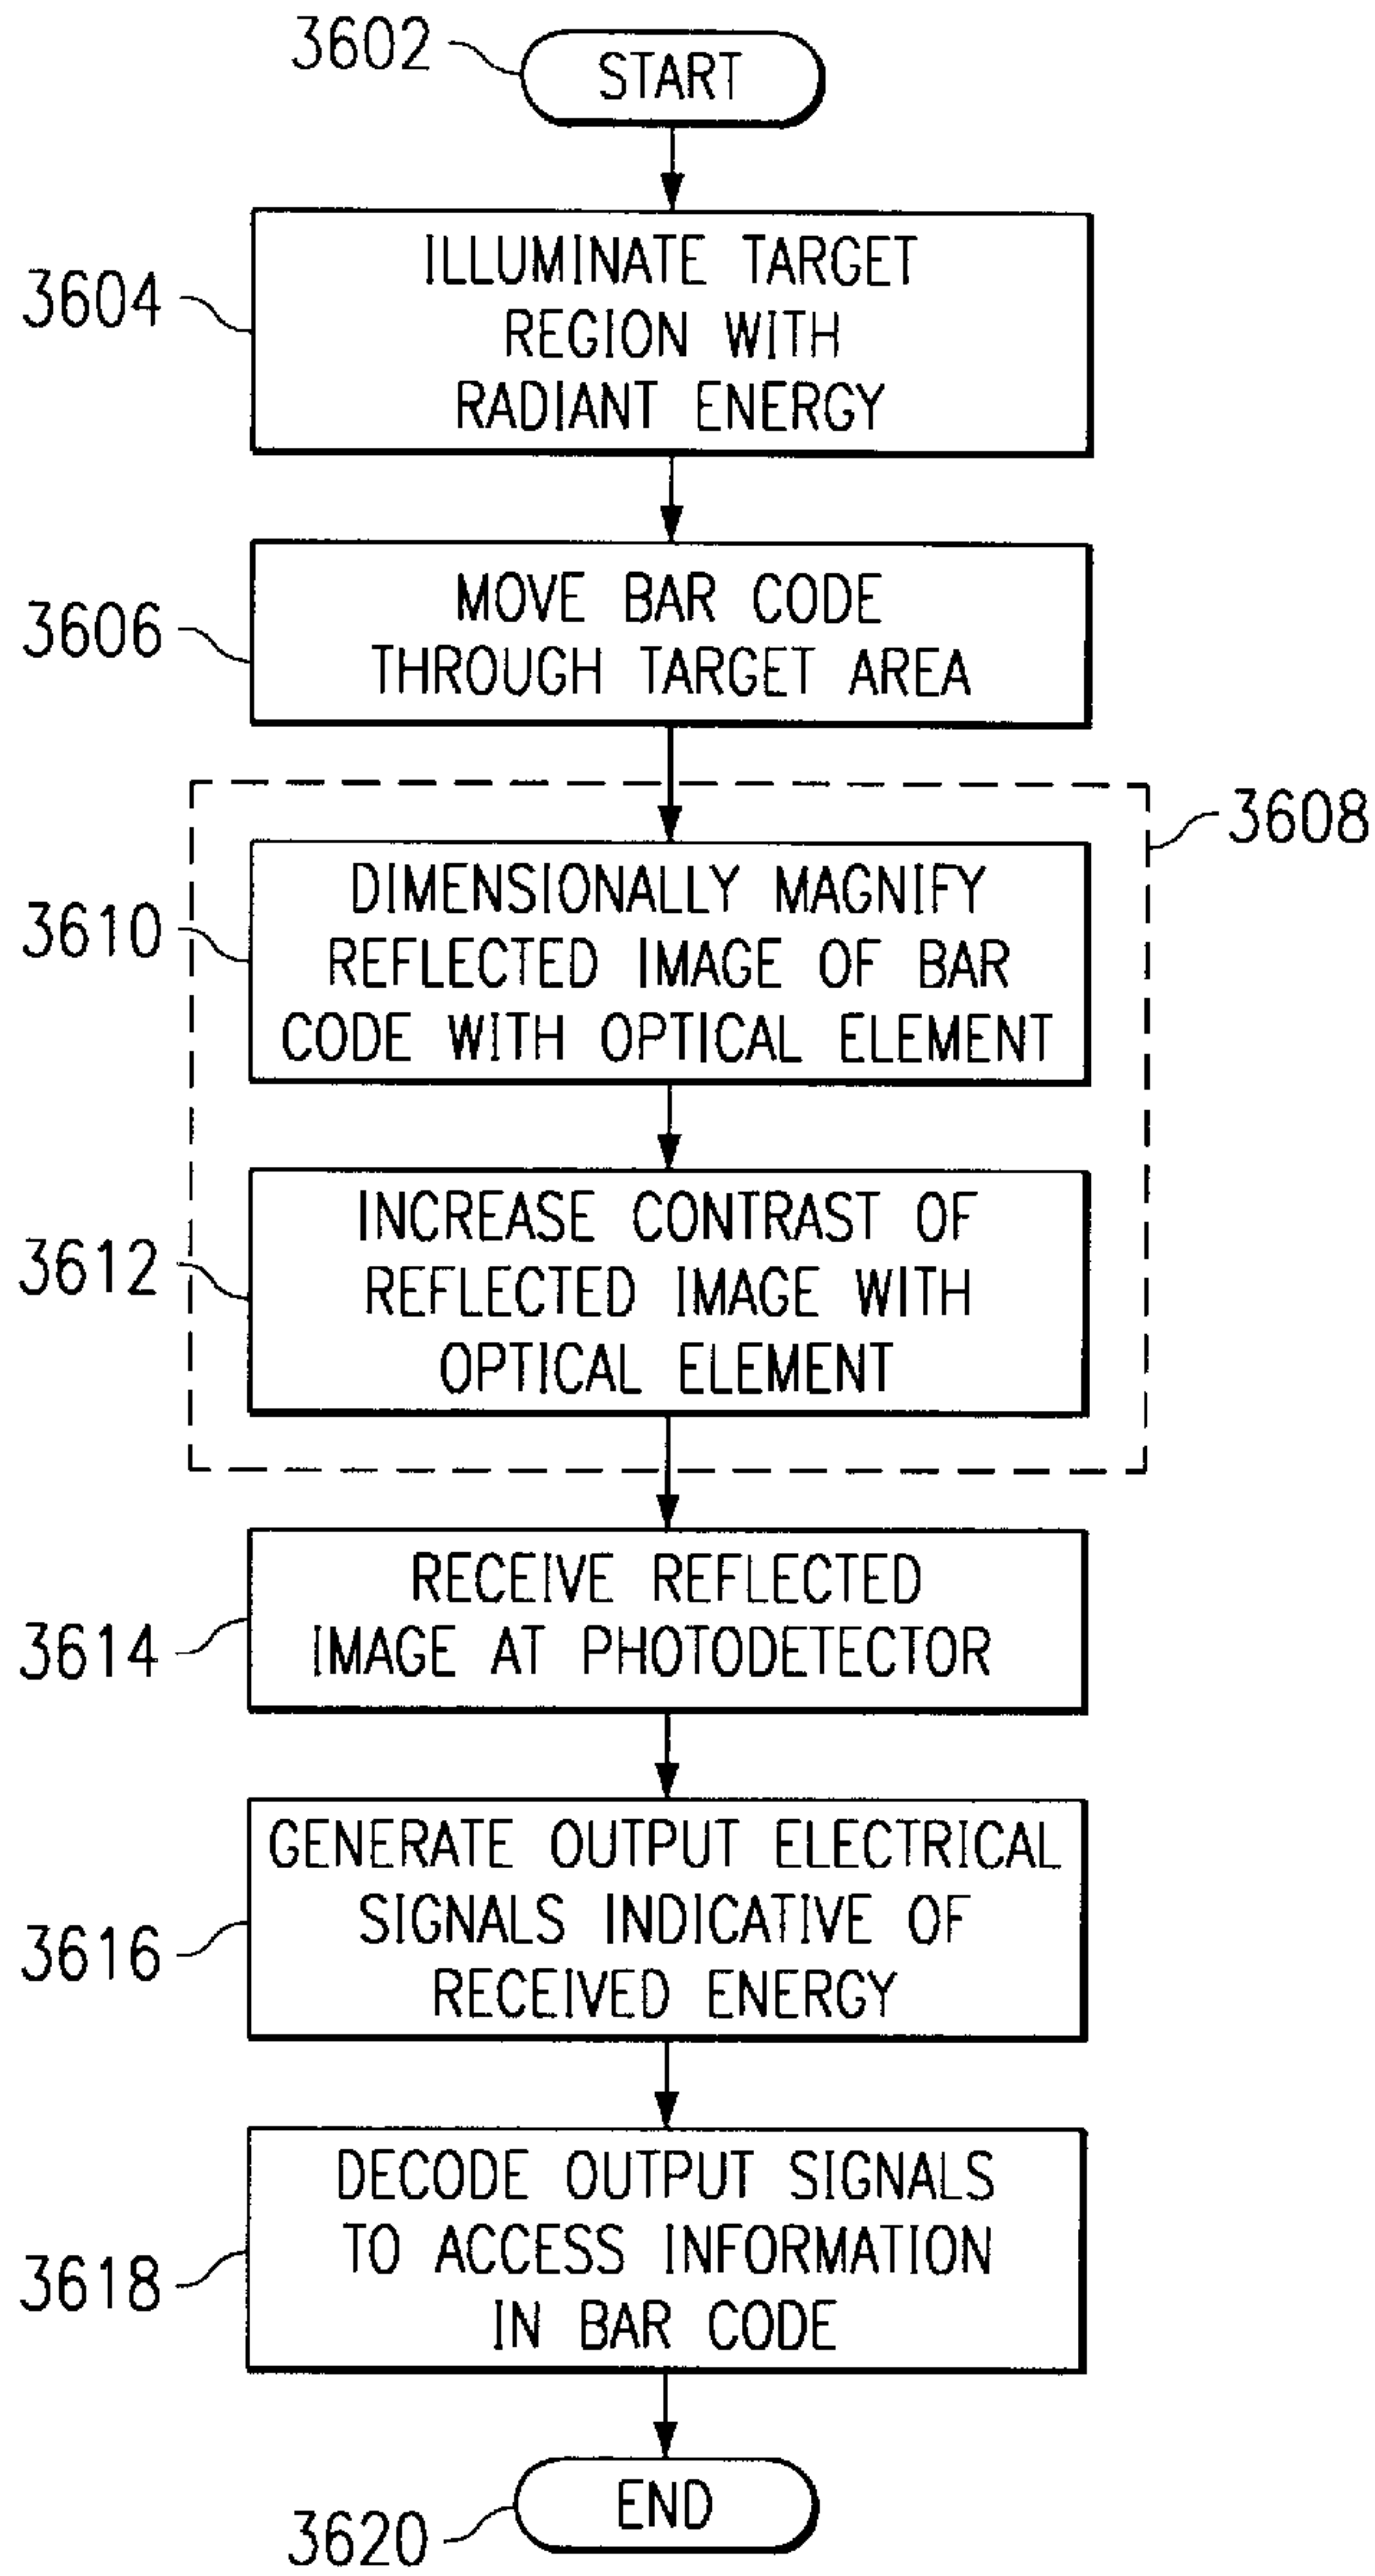 3602
START
3604
ILLUMINATE TARGET
REGION WITH
RADIANT ENERGY
3606
MOVE BAR CODE
THROUGH TARGET AREA
3608
3610
DIMENSIONALLY MAGNIFY
REFLECTED IMAGE OF BAR
CODE WITH OPTICAL ELEMENT
3612
INCREASE CONTRAST OF
REFLECTED IMAGE WITH
OPTICAL ELEMENT
3614
RECEIVE REFLECTED
IMAGE AT PHOTODETECTOR
3616
GENERATE OUTPUT ELECTRICAL
SIGNALS INDICATIVE OF
RECEIVED ENERGY
3618
DECODE OUTPUT SIGNALS
TO ACCESS INFORMATION
IN BAR CODE
3620
END